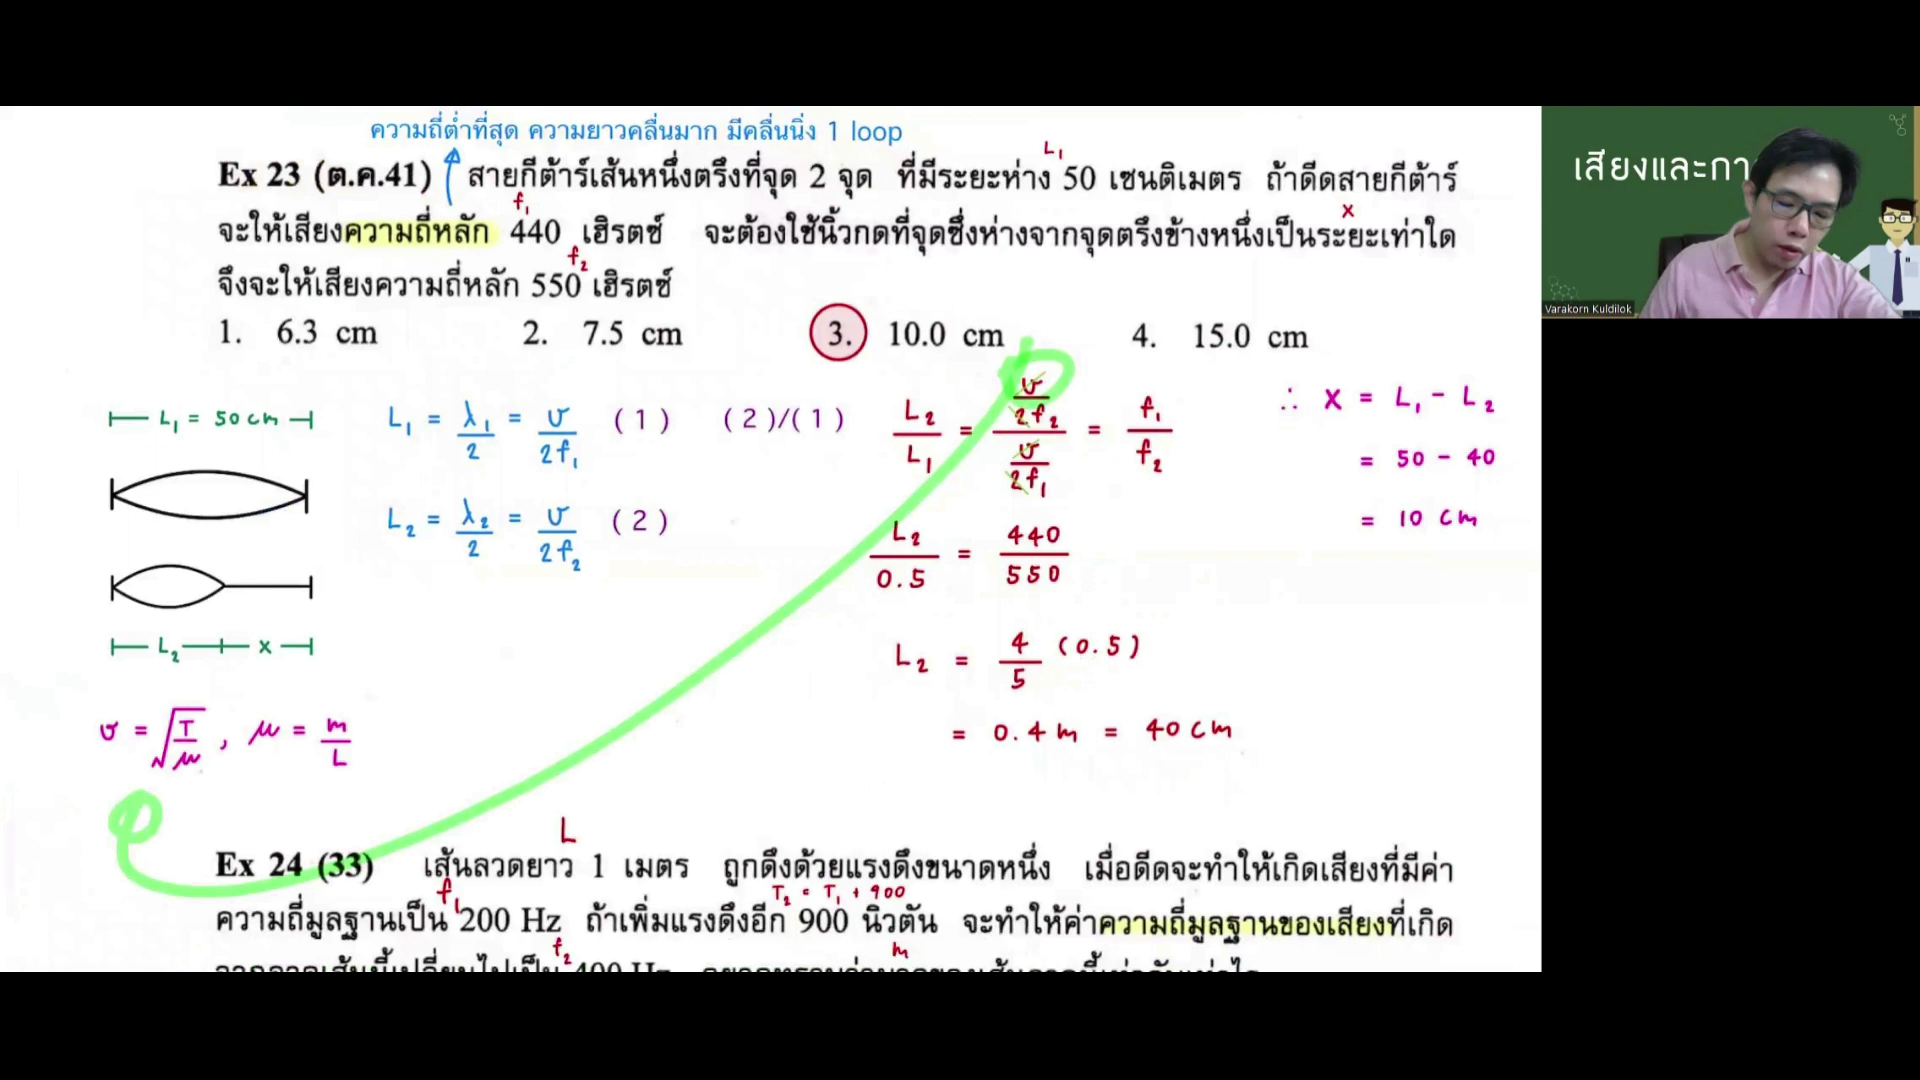 ความถี่ต่ำที่สุด ความยาวคลื่นมาก มีคลื่นนิ่ง 1 loop
L₁
Ex 23 (ต.ค.41) สายกีต้าร์เส้นหนึ่งตรึงที่จุด 2 จุด ที่มีระยะห่าง 50 เซนติเมตร ถ้าดีดสายกีต้าร์
f₁ x
จะให้เสียงความถี่หลัก 440 เฮิรตซ์ จะต้องใช้นิ้วกดที่จุดซึ่งห่างจากจุดตรึงข้างหนึ่งเป็นระยะเท่าใด
f₂
จึงจะให้เสียงความถี่หลัก 550 เฮิรตซ์
1. 6.3 cm 2. 7.5 cm 3. 10.0 cm 4. 15.0 cm
L₁ = 50 cm
L₁ = λ₁/2 = v/2f₁ (1)
L₂ = λ₂/2 = v/2f₂ (2)
L₂ x
v = √(T/μ), μ = m/L
(2)/(1) L₂/L₁ = (v/2f₂)/(v/2f₁) = f₁/f₂
L₂/0.5 = 440/550
L₂ = 4/5 (0.5)
= 0.4 m = 40 cm
∴ x = L₁ - L₂
= 50 - 40
= 10 cm
L
Ex 24 (33) เส้นลวดยาว 1 เมตร ถูกดึงด้วยแรงดึงขนาดหนึ่ง เมื่อดีดจะทำให้เกิดเสียงที่มีค่า
f₁ T₂ = T₁ + 900
ความถี่มูลฐานเป็น 200 Hz ถ้าเพิ่มแรงดึงอีก 900 นิวตัน จะทำให้ค่าความถี่มูลฐานของเสียงที่เกิด
f₂ m
400 Hz
เสียงและกา
Varakorn Kuldilok